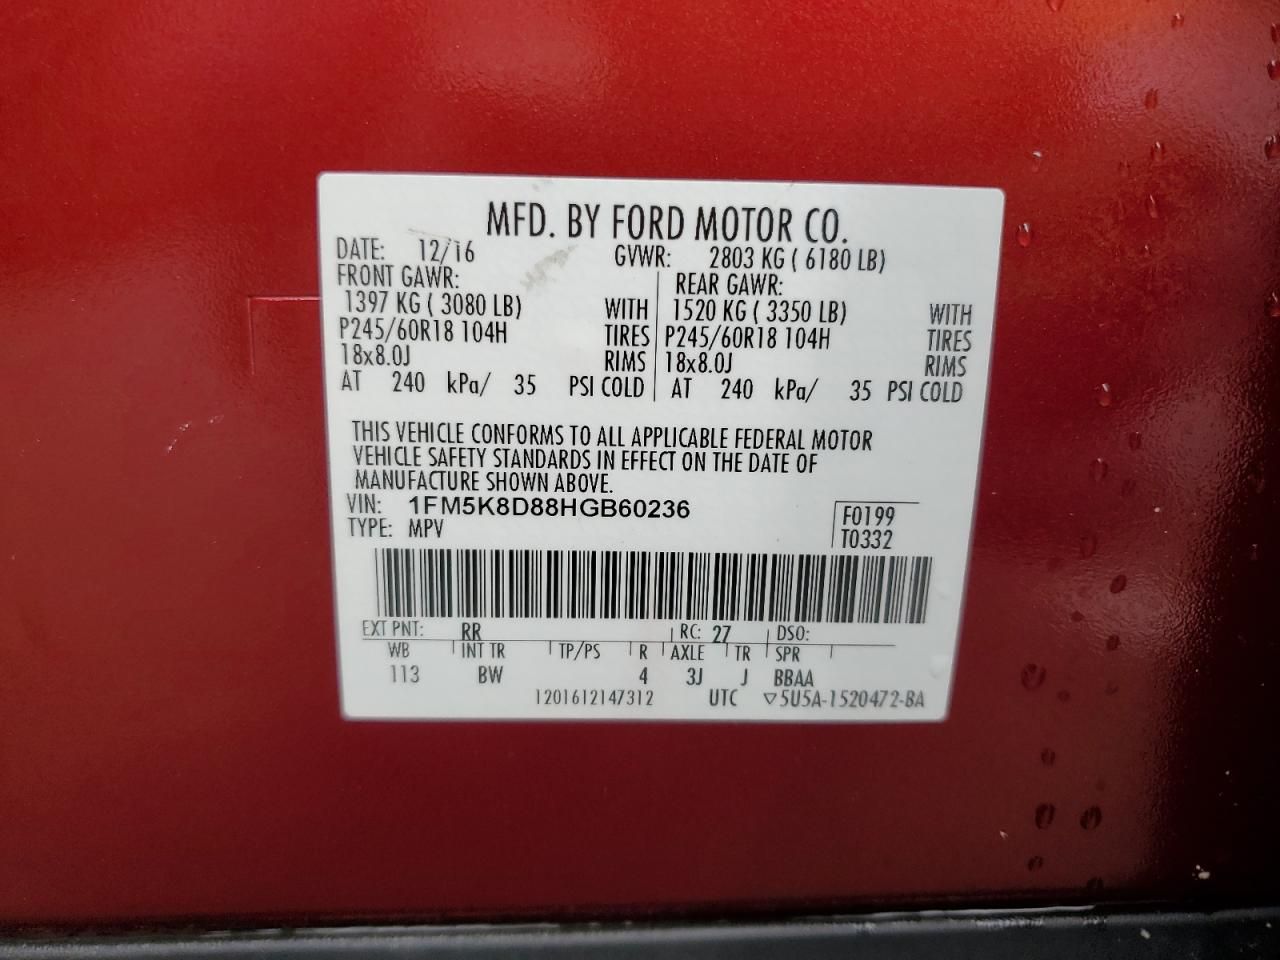 MFD. BY FORD MOTOR CO.
DATE: 12/16 GVWR: 2803 KG ( 6180 LB)
FRONT GAWR: REAR GAWR:
1397 KG ( 3080 LB) WITH 1520 KG ( 3350 LB) WITH
P245/60R18 104H TIRES P245/60R18 104H TIRES
18x8.0J RIMS 18x8.0J RIMS
AT 240 kPa/ 35 PSI COLD AT 240 kPa/ 35 PSI COLD
THIS VEHICLE CONFORMS TO ALL APPLICABLE FEDERAL MOTOR
VEHICLE SAFETY STANDARDS IN EFFECT ON THE DATE OF
MANUFACTURE SHOWN ABOVE.
VIN: 1FM5K8D88HGB60236 F0199
TYPE: MPV T0332
EXT PNT: RR RC: 27 DSO:
WB INT TR TP/PS R AXLE TR SPR
113 BW 4 3J J BBAA
1201612147312 UTC ▽5U5A-1520472-BA